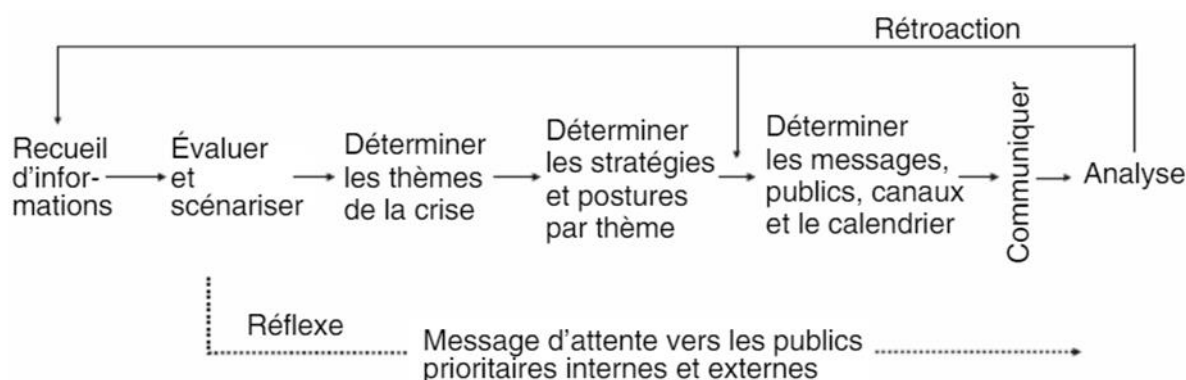 Rétroaction
Recueil
d'infor-
mations
Évaluer
et
scénariser
Déterminer
les thèmes
de la crise
Déterminer
les stratégies
et postures
par thème
Déterminer
les messages,
publics, canaux
et le calendrier
Communiquer
Analyse
Réflexe
Message d'attente vers les publics
prioritaires internes et externes